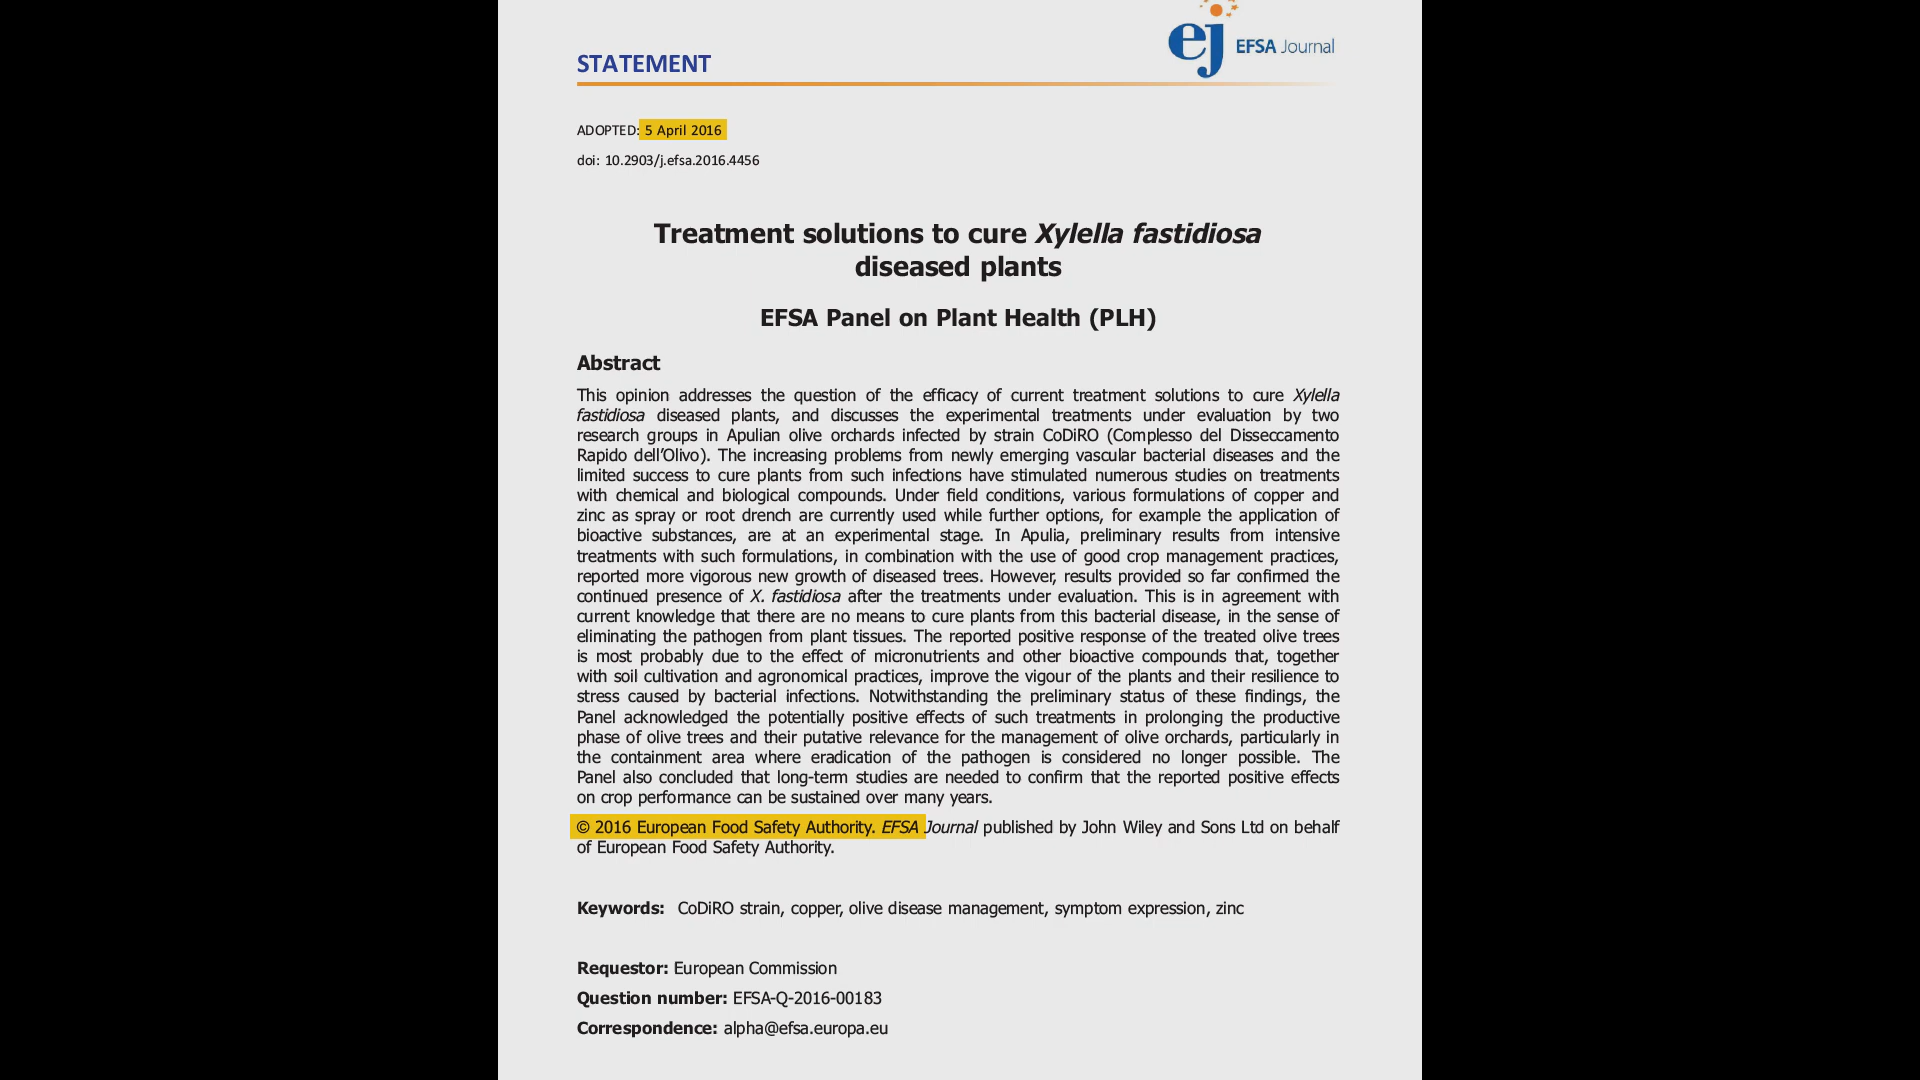 EFSA Journal
STATEMENT
ADOPTED: 5 April 2016
doi: 10.2903/j.efsa.2016.4456
Treatment solutions to cure Xylella fastidiosa
diseased plants
EFSA Panel on Plant Health (PLH)
Abstract
This opinion addresses the question of the efficacy of current treatment solutions to cure Xylella
fastidiosa diseased plants, and discusses the experimental treatments under evaluation by two
research groups in Apulian olive orchards infected by strain CoDiRO (Complesso del Disseccamento
Rapido dell’Olivo). The increasing problems from newly emerging vascular bacterial diseases and the
limited success to cure plants from such infections have stimulated numerous studies on treatments
with chemical and biological compounds. Under field conditions, various formulations of copper and
zinc as spray or root drench are currently used while further options, for example the application of
bioactive substances, are at an experimental stage. In Apulia, preliminary results from intensive
treatments with such formulations, in combination with the use of good crop management practices,
reported more vigorous new growth of diseased trees. However, results provided so far confirmed the
continued presence of X. fastidiosa after the treatments under evaluation. This is in agreement with
current knowledge that there are no means to cure plants from this bacterial disease, in the sense of
eliminating the pathogen from plant tissues. The reported positive response of the treated olive trees
is most probably due to the effect of micronutrients and other bioactive compounds that, together
with soil cultivation and agronomical practices, improve the vigour of the plants and their resilience to
stress caused by bacterial infections. Notwithstanding the preliminary status of these findings, the
Panel acknowledged the potentially positive effects of such treatments in prolonging the productive
phase of olive trees and their putative relevance for the management of olive orchards, particularly in
the containment area where eradication of the pathogen is considered no longer possible. The
Panel also concluded that long-term studies are needed to confirm that the reported positive effects
on crop performance can be sustained over many years.
© 2016 European Food Safety Authority. EFSA Journal published by John Wiley and Sons Ltd on behalf
of European Food Safety Authority.
Keywords: CoDiRO strain, copper, olive disease management, symptom expression, zinc
Requestor: European Commission
Question number: EFSA-Q-2016-00183
Correspondence: alpha@efsa.europa.eu